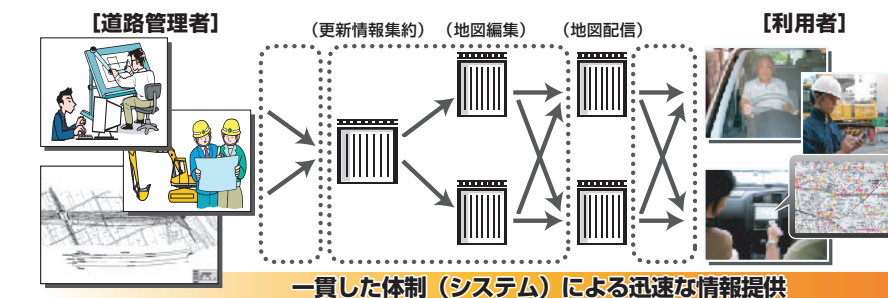 [道路管理者]
(更新情報集約)
(地図編集)
(地図配信)
[利用者]
一貫した体制(システム)による迅速な情報提供